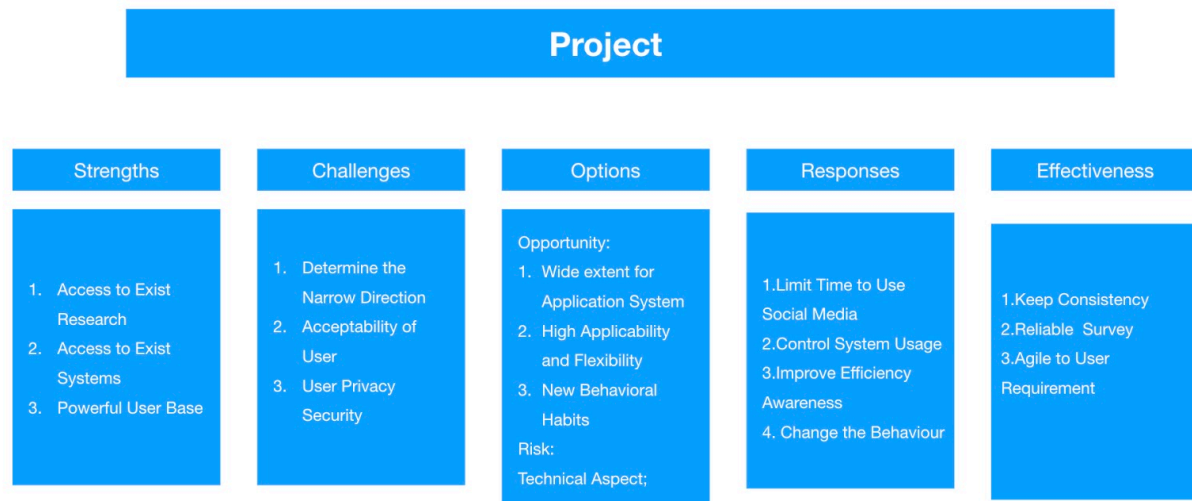 Project
Strengths
1. Access to Exist
Research
2. Access to Exist
Systems
3. Powerful User Base
Challenges
1. Determine the
Narrow Direction
2. Acceptability of
User
3. User Privacy
Security
Options
Opportunity:
1. Wide extent for
Application System
2. High Applicability
and Flexibility
3. New Behavioral
Habits
Risk:
Technical Aspect;
Responses
1.Limit Time to Use
Social Media
2.Control System Usage
3.Improve Efficiency
Awareness
4. Change the Behaviour
Effectiveness
1.Keep Consistency
2.Reliable Survey
3.Agile to User
Requirement